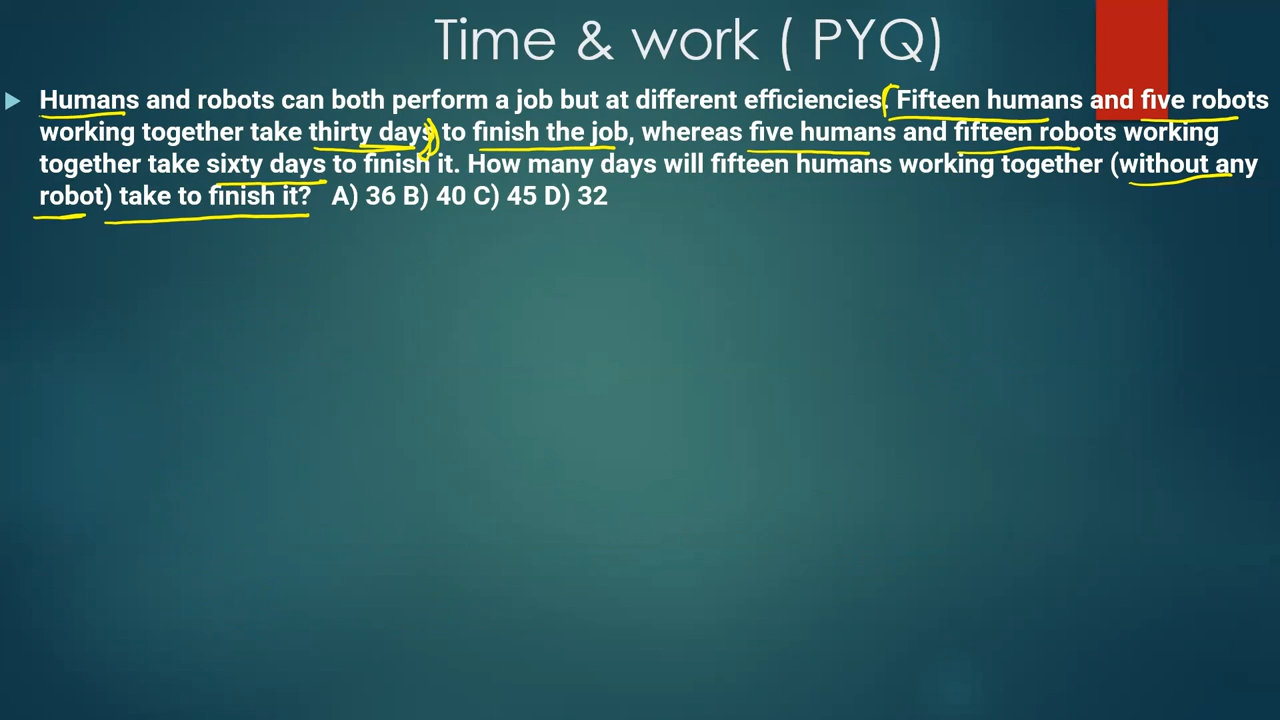 Time & work ( PYQ)
Humans and robots can both perform a job but at different efficiencies. Fifteen humans and five robots
working together take thirty days to finish the job, whereas five humans and fifteen robots working
together take sixty days to finish it. How many days will fifteen humans working together (without any
robot) take to finish it? A) 36 B) 40 C) 45 D) 32